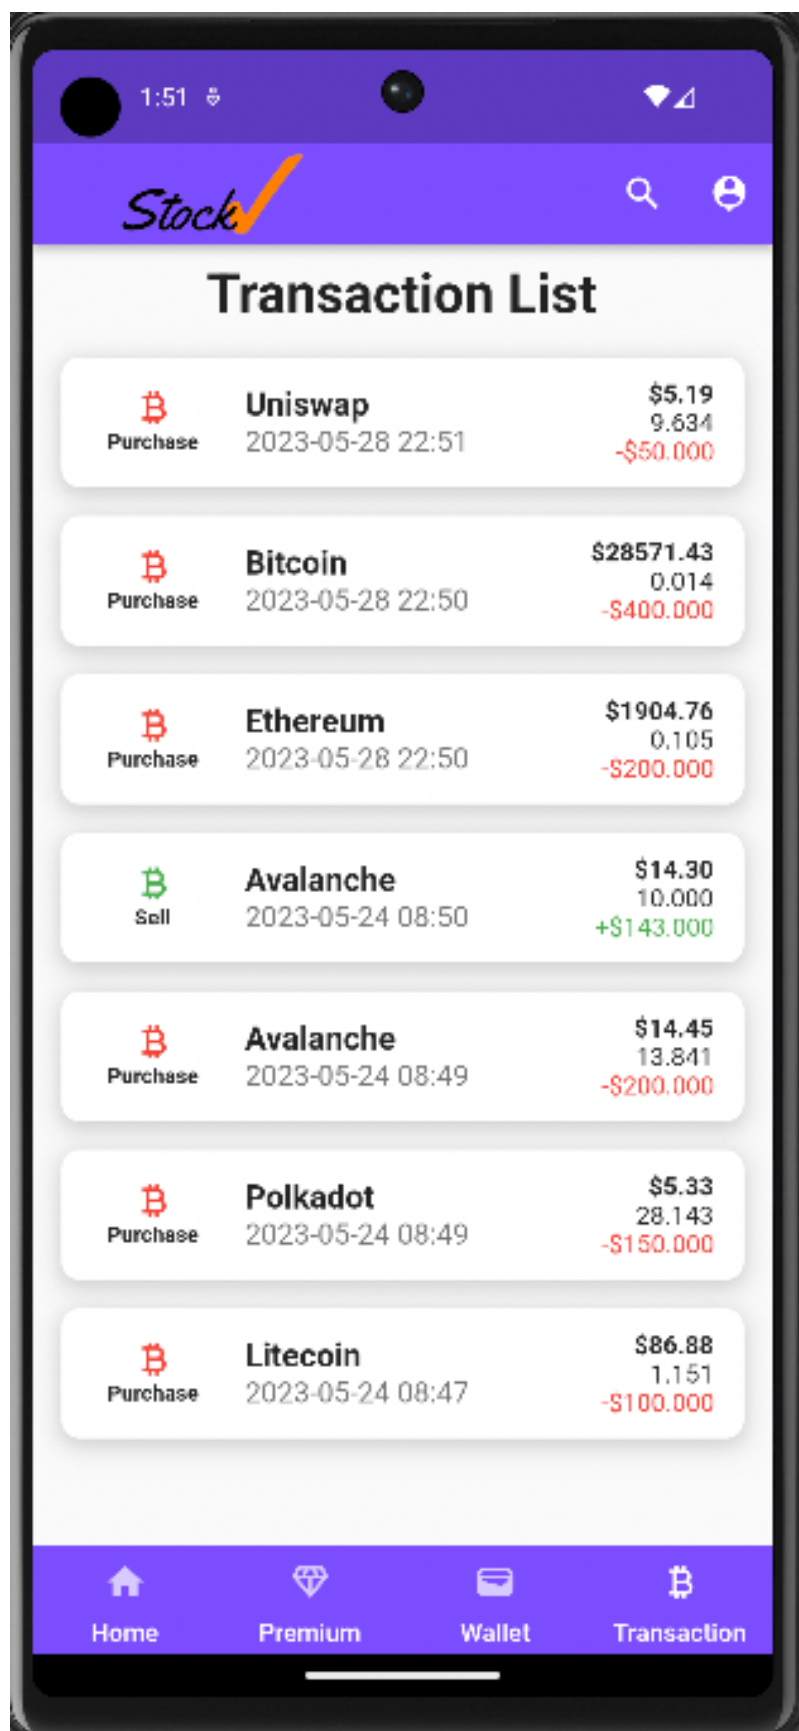 1:51
Stock
Transaction List
Uniswap
$5.19
9.634
Purchase
2023-05-28 22:51
-$50.000
Bitcoin
$28571.43
0.014
Purchase
2023-05-28 22:50
-$400.000
Ethereum
$1904.76
0.105
Purchase
2023-05-28 22:50
-$200.000
Avalanche
$14.30
10.000
Sell
2023-05-24 08:50
+$143.000
Avalanche
$14.45
13.841
Purchase
2023-05-24 08:49
-$200.000
Polkadot
$5.33
28.143
Purchase
2023-05-24 08:49
-$150.000
Litecoin
$86.88
1.151
Purchase
2023-05-24 08:47
-$100.000
Home Premium Wallet Transaction